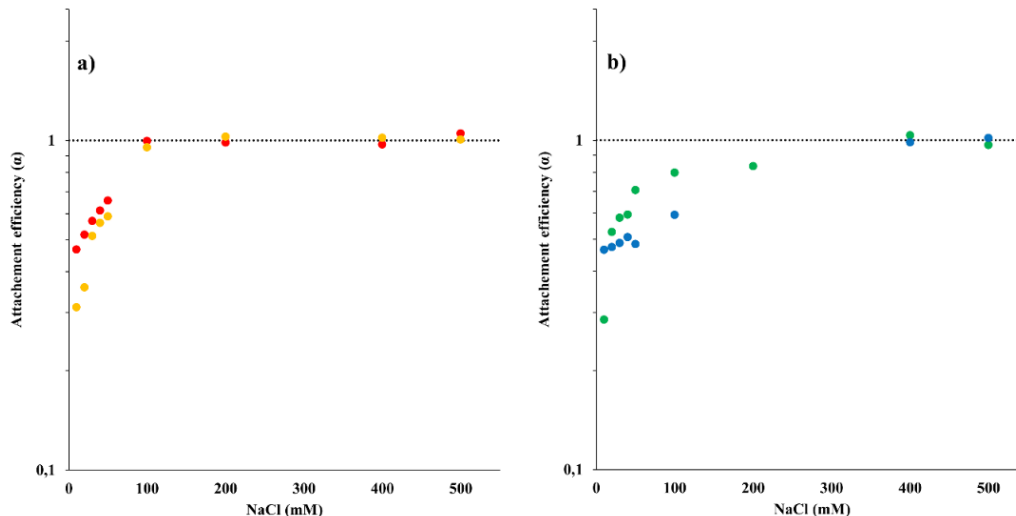 a)
Attachement efficiency (α)
1
0,1
0 100 200 300 400 500
NaCl (mM)
b)
Attachement efficiency (α)
1
0,1
0 100 200 300 400 500
NaCl (mM)